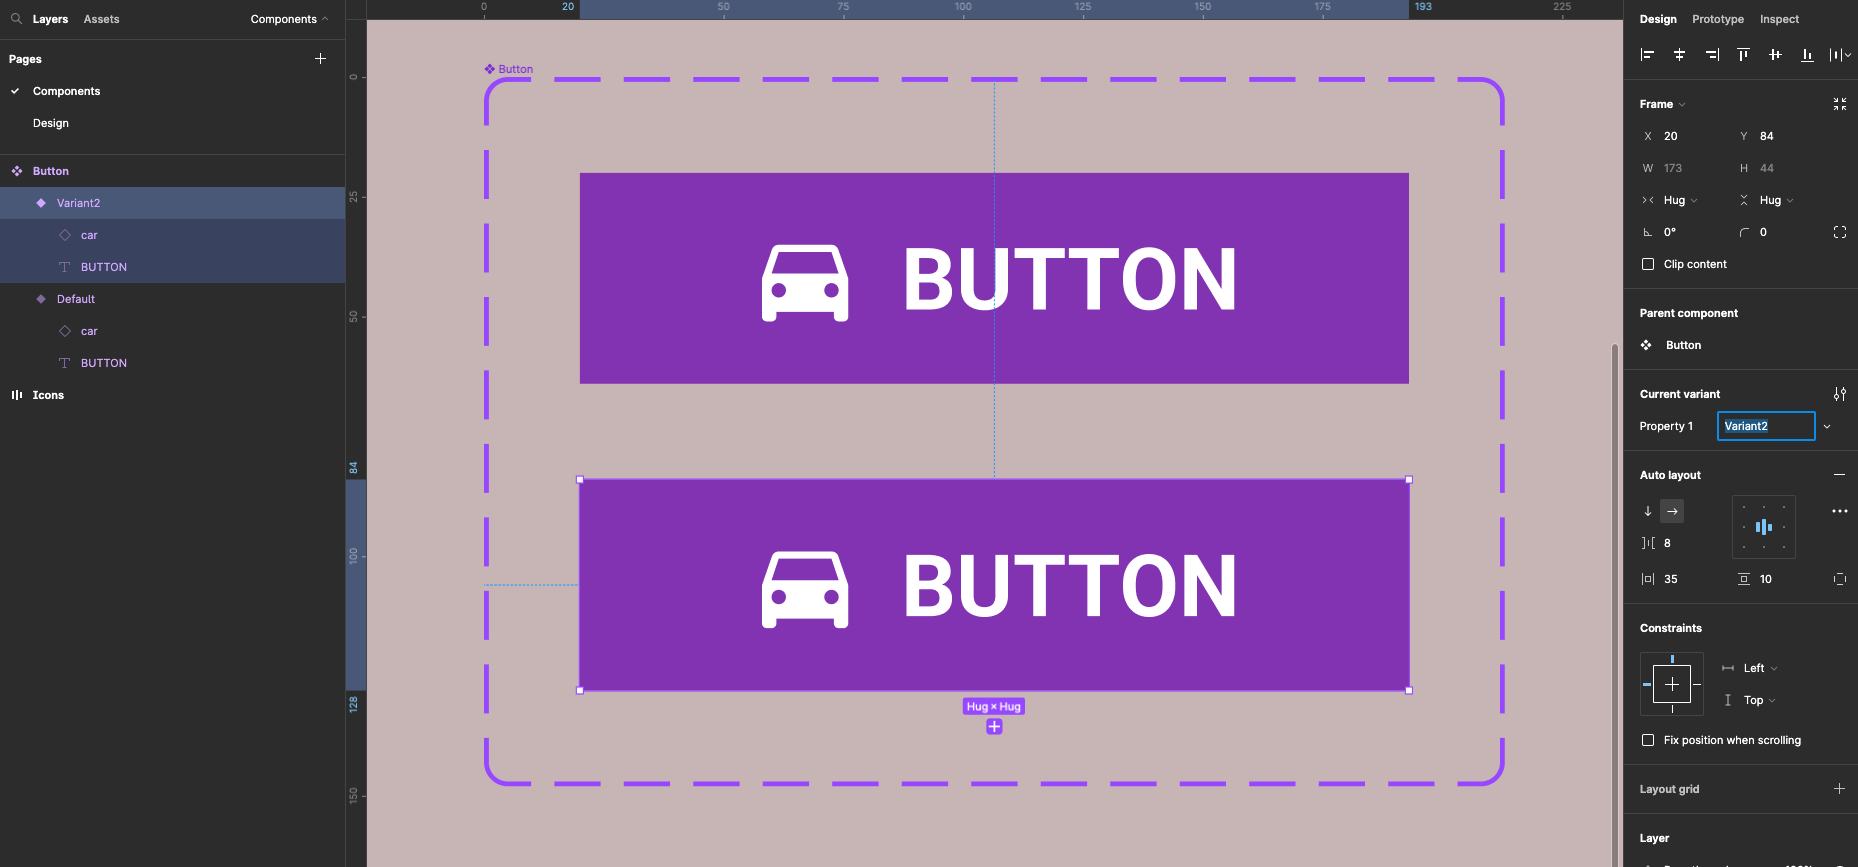 Layers Assets Components
Pages
Components
Design
Button
Variant2
car
BUTTON
Default
car
BUTTON
Icons
0 20 50 75 100 125 150 175 193 225
0
25
50
84
100
128
150
Button
BUTTON
BUTTON
Hug × Hug
Design Prototype Inspect
Frame
X 20 Y 84
W 173 H 44
Hug Hug
0° 0
Clip content
Parent component
Button
Current variant
Property 1 Variant2
Auto layout
8
35 10
Constraints
Left
Top
Fix position when scrolling
Layout grid
Layer